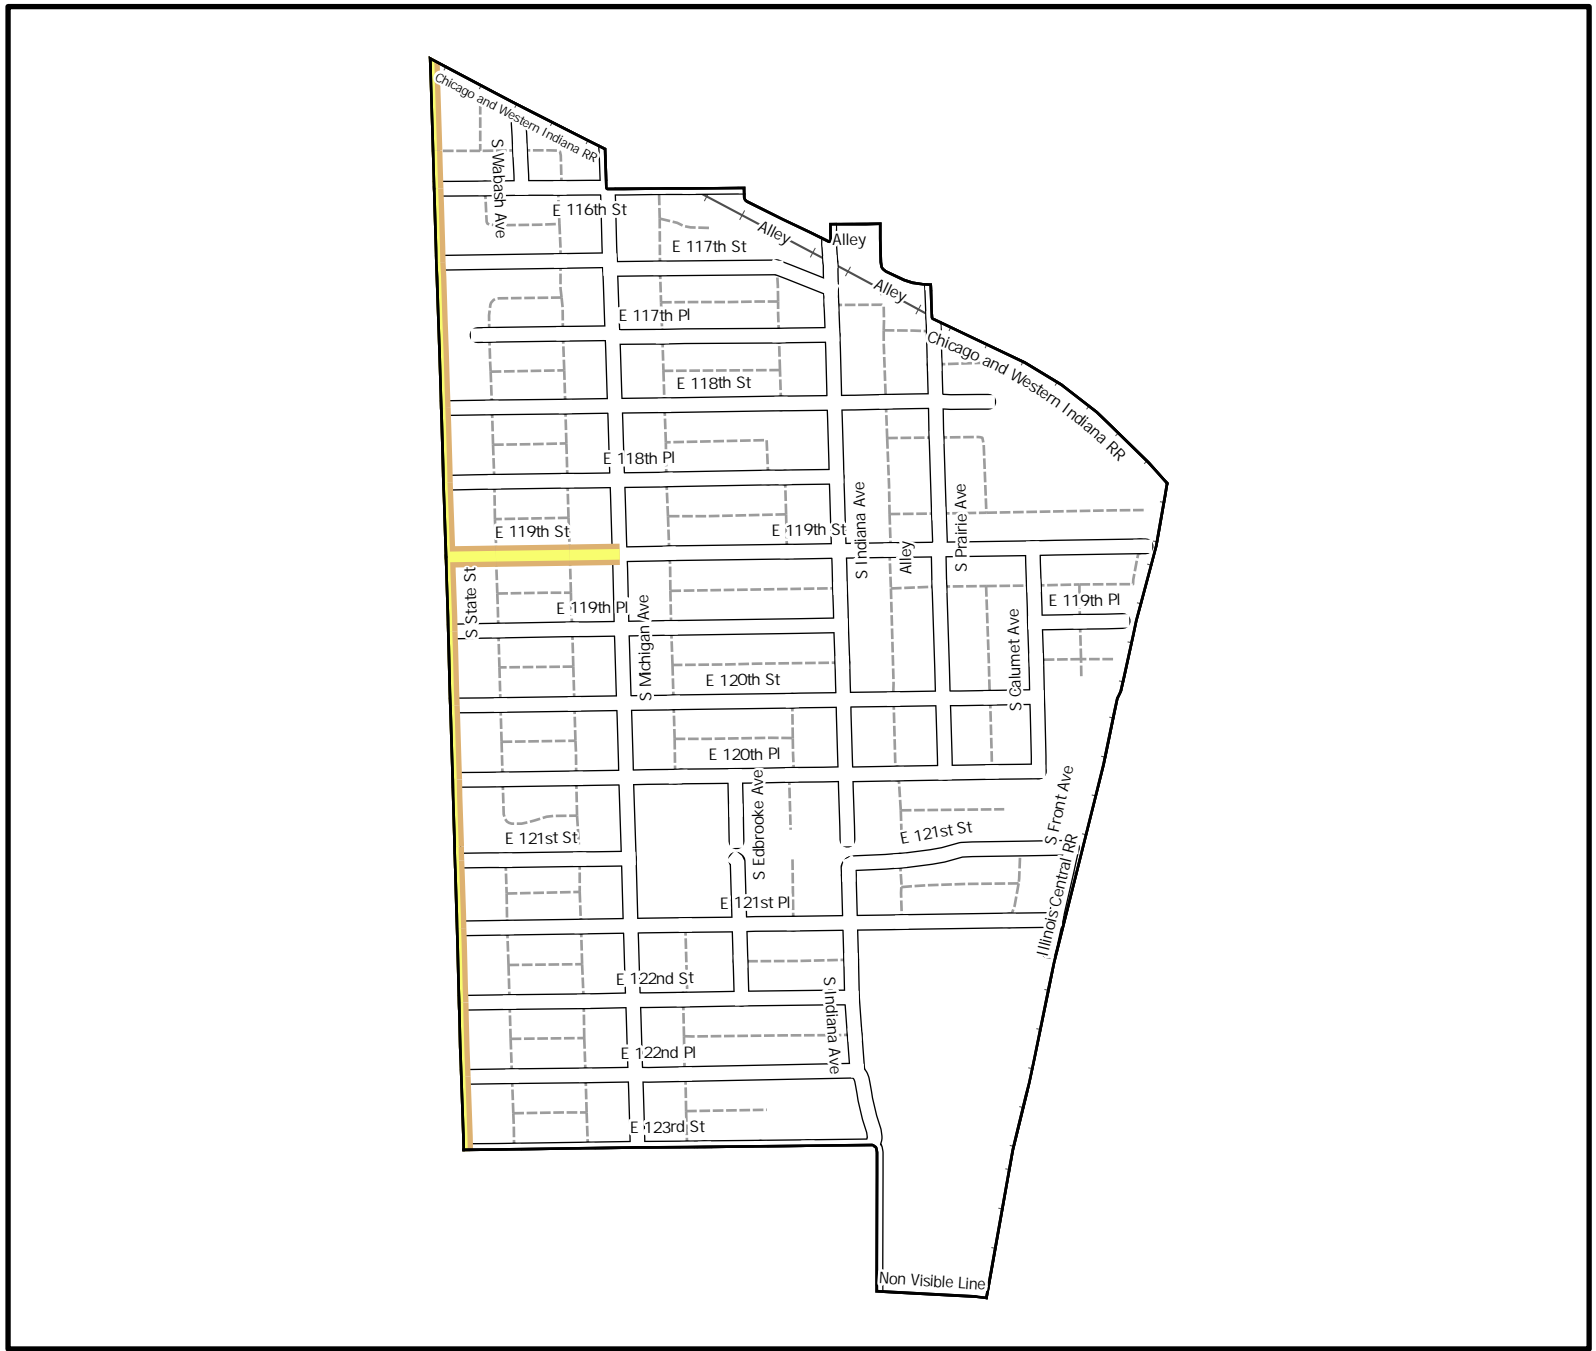 Chicago and Western Indiana RR
S Wabash Ave
E 116th St
Alley
Alley
E 117th St
Alley
E 117th Pl
Chicago and Western Indiana RR
E 118th St
E 118th Pl
S Indiana Ave
S Prairie Ave
E 119th St
E 119th St
Alley
S State St
E 119th Pl
E 119th Pl
S Mchigan Ave
S Calumet Ave
E 120th St
E 120th Pl
S Edbrooke Ave
S Front Ave
E 121st St
E 121st St
Illinois Central RR
E 121st Pl
E 122nd St
S Indiana Ave
E 122nd Pl
E 123rd St
Non Visible Line